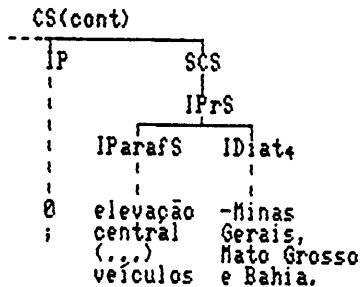 CS(cont)
IP SCS
IPrS
IParafS IDiat4
0 elevação -Minas
; central Gerais,
(...) Mato Grosso
veículos e Bahia.